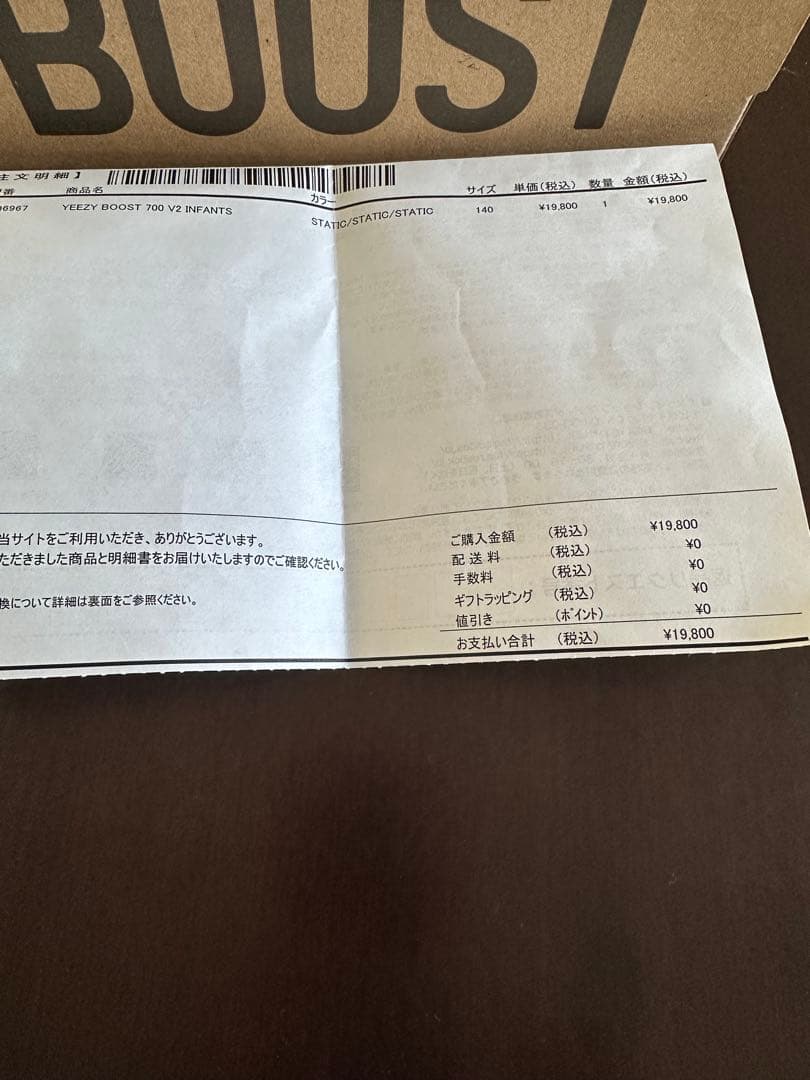 BOOST
注文明細】
番 商品名 カラー サイズ 単価(税込) 数量 金額(税込)
6967 YEEZY BOOST 700 V2 INFANTS STATIC/STATIC/STATIC 140 ¥19,800 1 ¥19,800
当サイトをご利用いただき、ありがとうございます。
ただきました商品と明細書をお届けいたしますのでご確認ください。
換について詳細は裏面をご参照ください。
ご購入金額 (税込) ¥19,800
配送料 (税込) ¥0
手数料 (税込) ¥0
ギフトラッピング (税込) ¥0
値引き (ポイント) ¥0
お支払い合計 (税込) ¥19,800